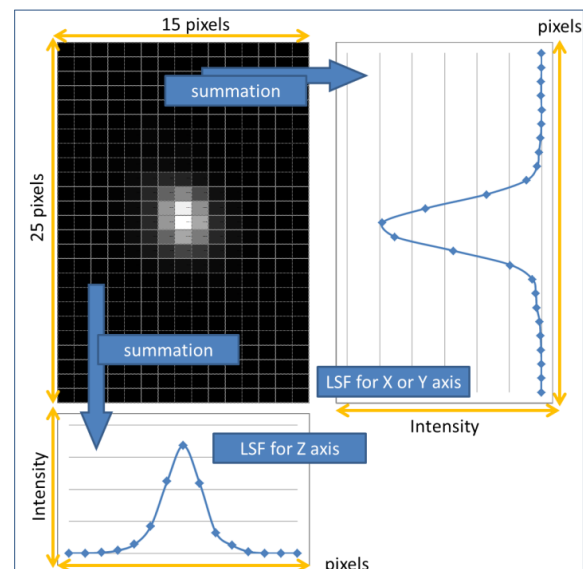 15 pixels
pixels
summation
25 pixels
summation
LSF for X or Y axis
Intensity
LSF for Z axis
Intensity
pixels